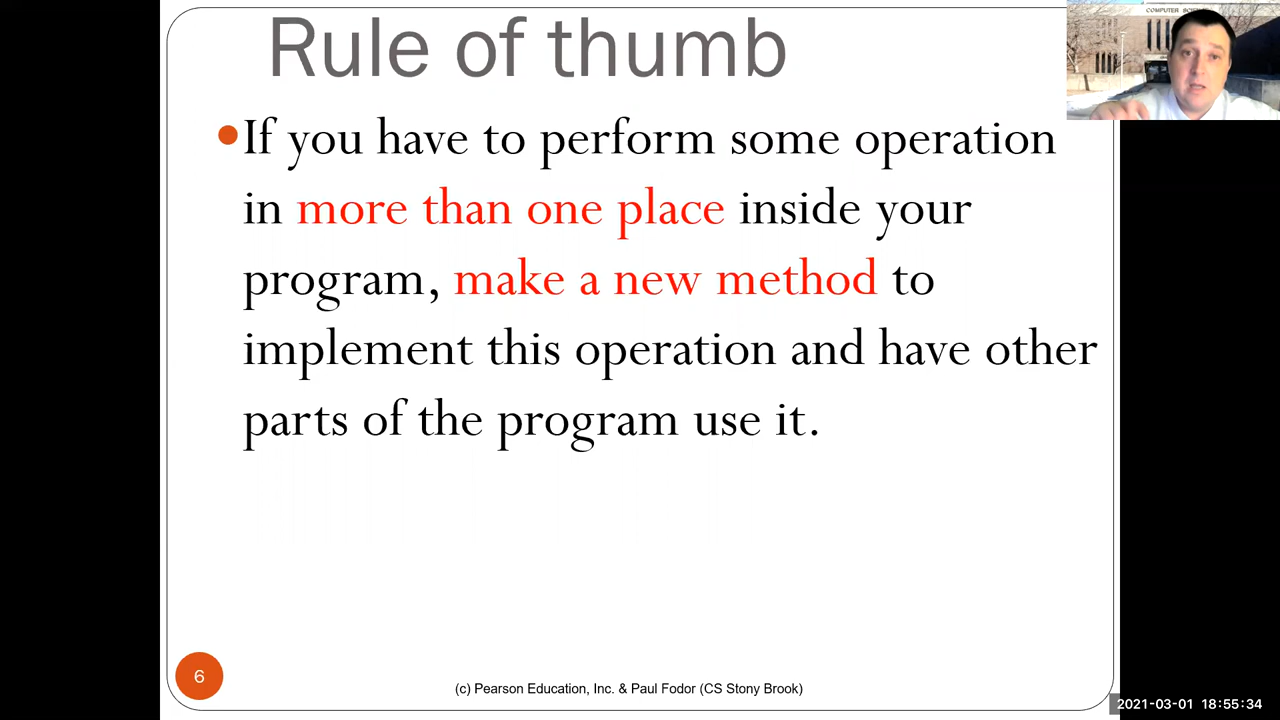 COMPUTER SCIENCE
Rule of thumb
If you have to perform some operation
in more than one place inside your
program, make a new method to
implement this operation and have other
parts of the program use it.
6
(c) Pearson Education, Inc. & Paul Fodor (CS Stony Brook)
2021-03-01 18:55:34